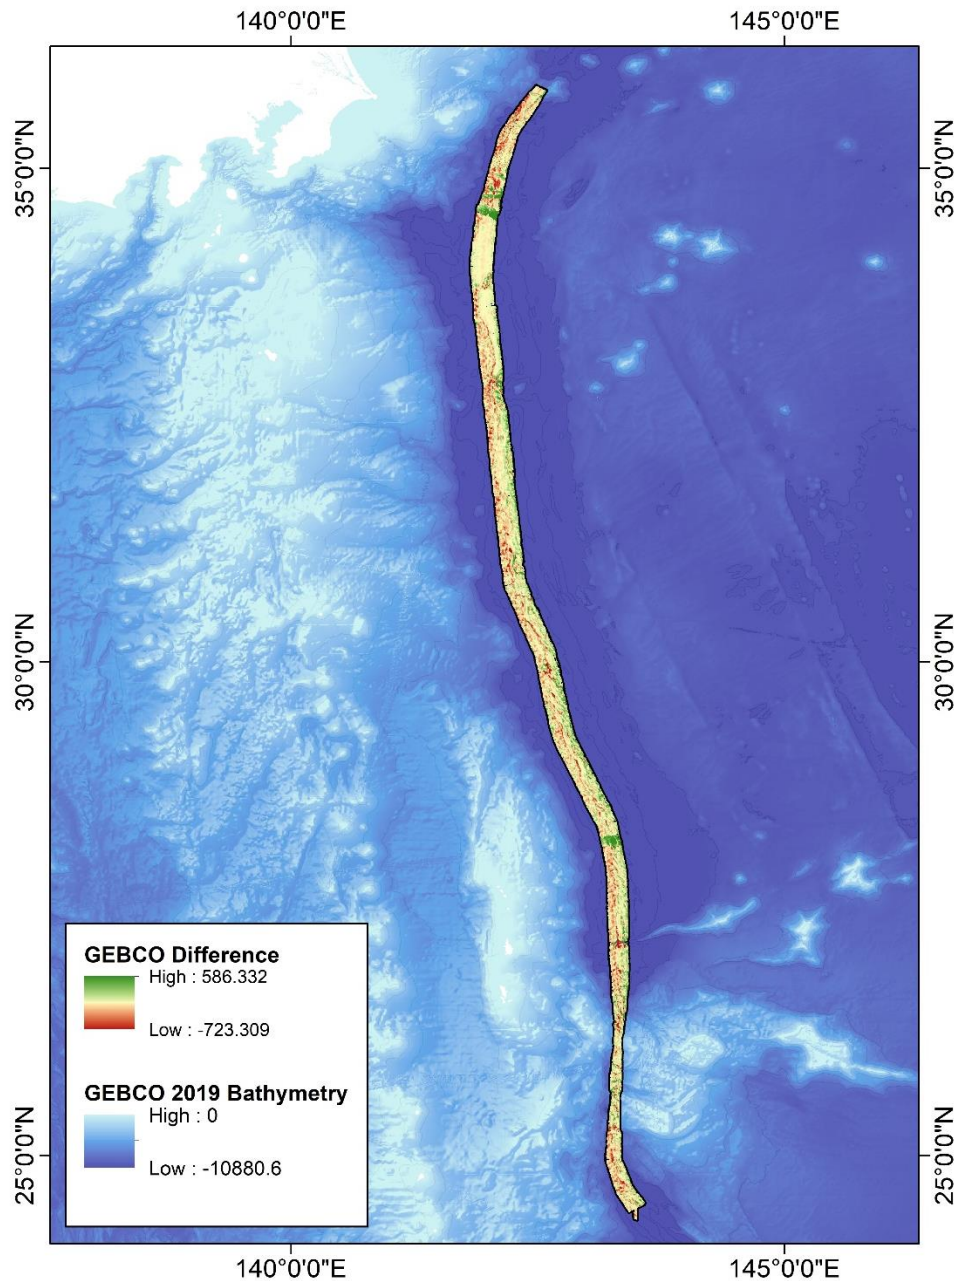 140°0'0"E 145°0'0"E
35°0'0"N 35°0'0"N
30°0'0"N 30°0'0"N
GEBCO Difference
High : 586.332
Low : -723.309
GEBCO 2019 Bathymetry
High : 0
Low : -10880.6
25°0'0"N 25°0'0"N
140°0'0"E 145°0'0"E